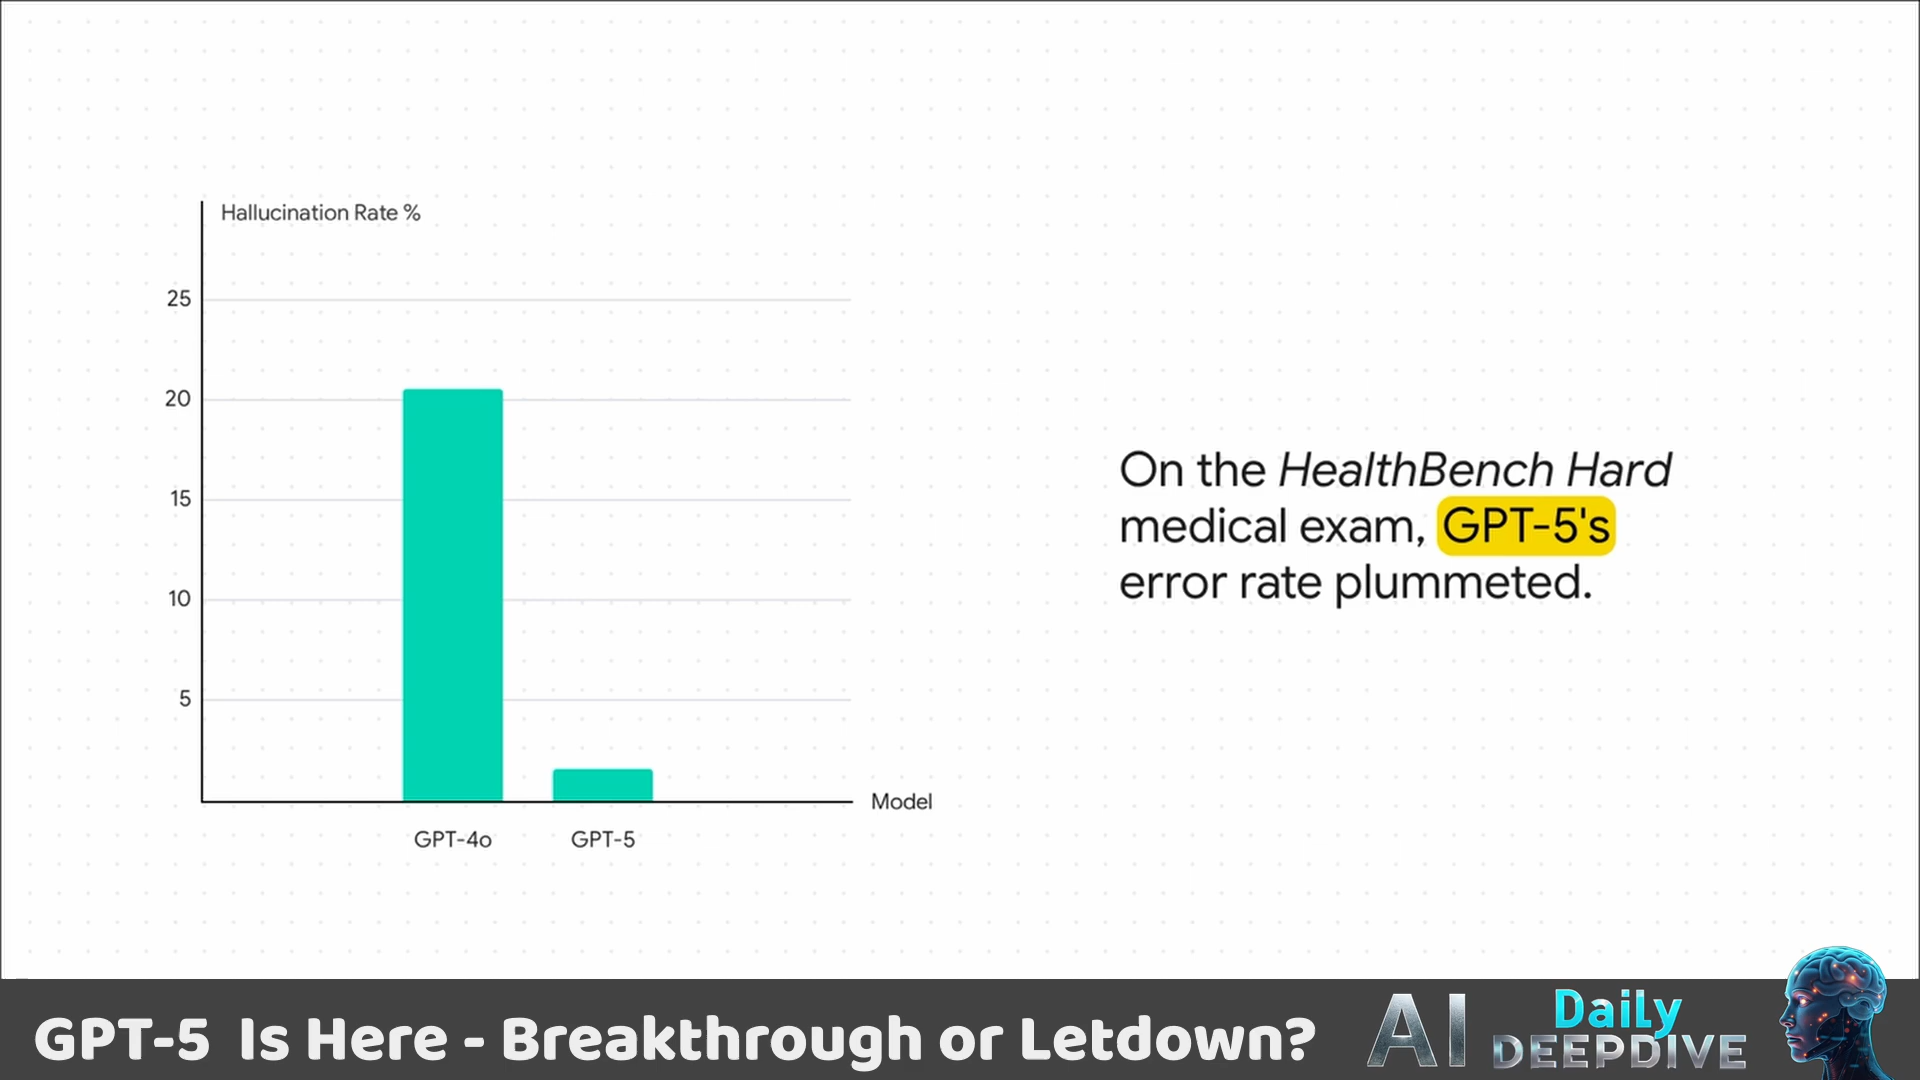 Hallucination Rate %
25
20
15
10
5
GPT-4o
GPT-5
Model
On the HealthBench Hard
medical exam, GPT-5's
error rate plummeted.
GPT-5 Is Here - Breakthrough or Letdown?
AI
Daily
DEEPDIVE